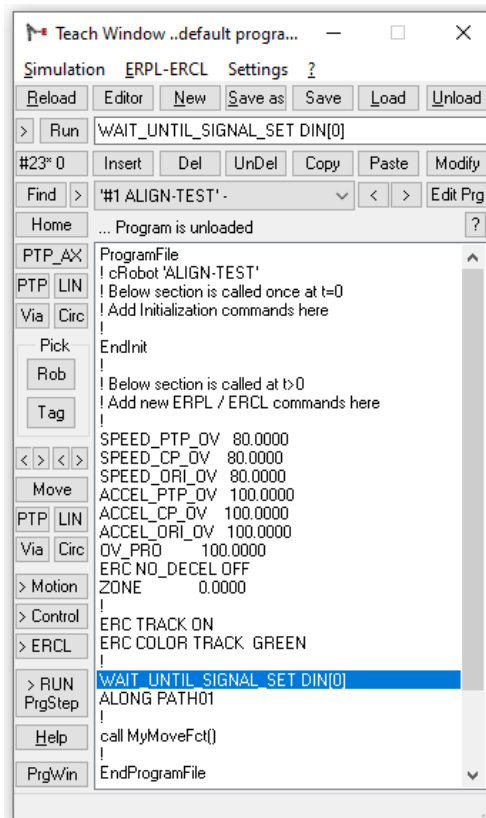 Teach Window ..default progra...
Simulation ERPL-ERCL Settings ?
Reload Editor New Save as Save Load Unload
> Run WAIT_UNTIL_SIGNAL_SET DIN[0]
#23* 0 Insert Del UnDel Copy Paste Modify
Find > '#1 ALIGN-TEST' - < > Edit Prg
Home ... Program is unloaded ?
PTP_AX
PTP LIN
Via Circ
Pick
Rob
Tag
< > < >
Move
PTP LIN
Via Circ
> Motion
> Control
> ERCL
> RUN
PrgStep
Help
PrgWin
ProgramFile
! cRobot 'ALIGN-TEST'
! Below section is called once at t=0
! Add Initialization commands here
!
EndInit
!
! Below section is called at t>0
! Add new ERPL / ERCL commands here
!
SPEED_PTP_OV 80.0000
SPEED_CP_OV 80.0000
SPEED_ORI_OV 80.0000
ACCEL_PTP_OV 100.0000
ACCEL_CP_OV 100.0000
ACCEL_ORI_OV 100.0000
OV_PRO 100.0000
ERC NO_DECEL OFF
ZONE 0.0000
!
ERC TRACK ON
ERC COLOR TRACK GREEN
!
WAIT_UNTIL_SIGNAL_SET DIN[0]
ALONG PATH01
!
call MyMoveFct()
!
EndProgramFile